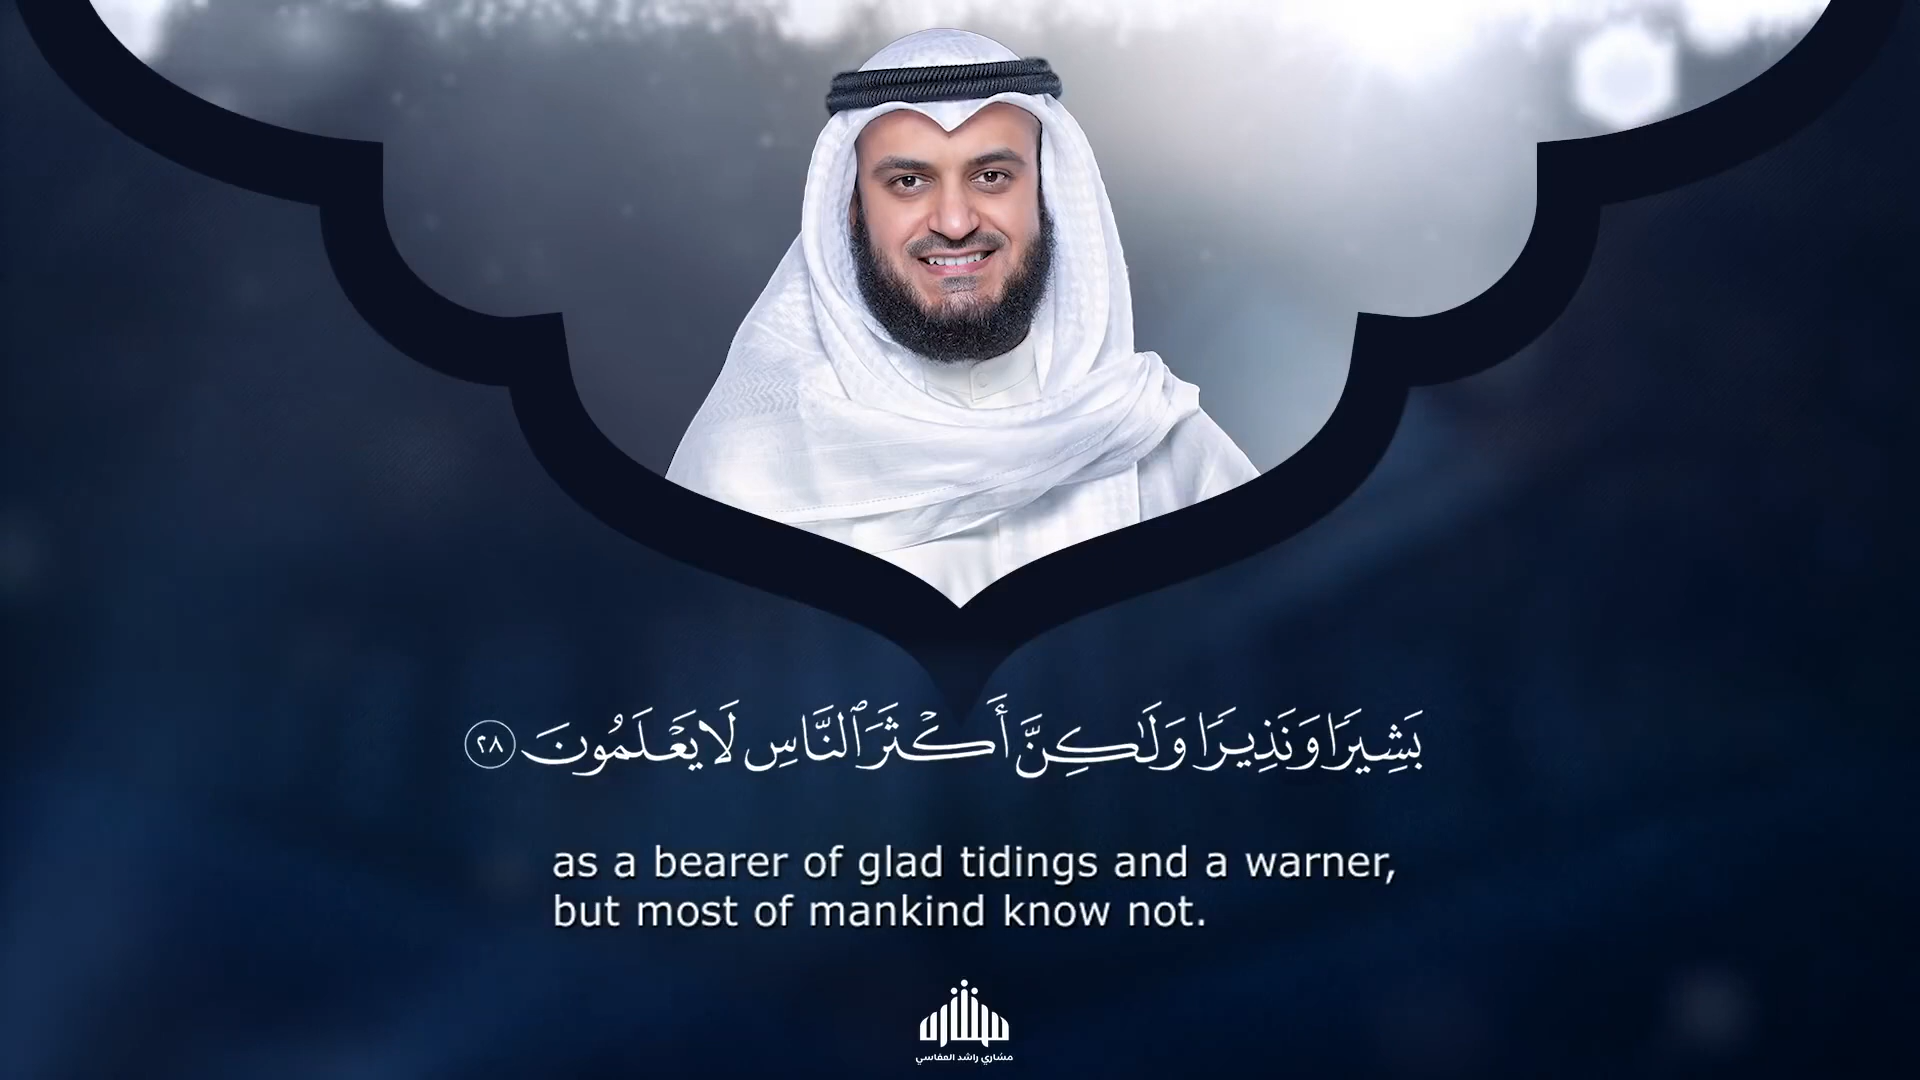 بَشِيرًا وَنَذِيرًا وَلَٰكِنَّ أَكْثَرَ ٱلنَّاسِ لَا يَعْلَمُونَ ٢٨
as a bearer of glad tidings and a warner,
but most of mankind know not.
مشاري
مشاري راشد العفاسي